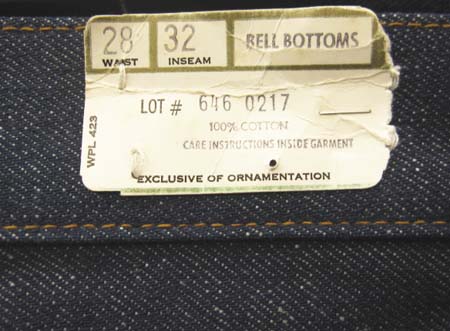 28 32 BELL BOTTOMS
WAIST INSEAM
LOT # 646 0217
100% COTTON
CARE INSTRUCTIONS INSIDE GARMENT
WPL 423
EXCLUSIVE OF ORNAMENTATION